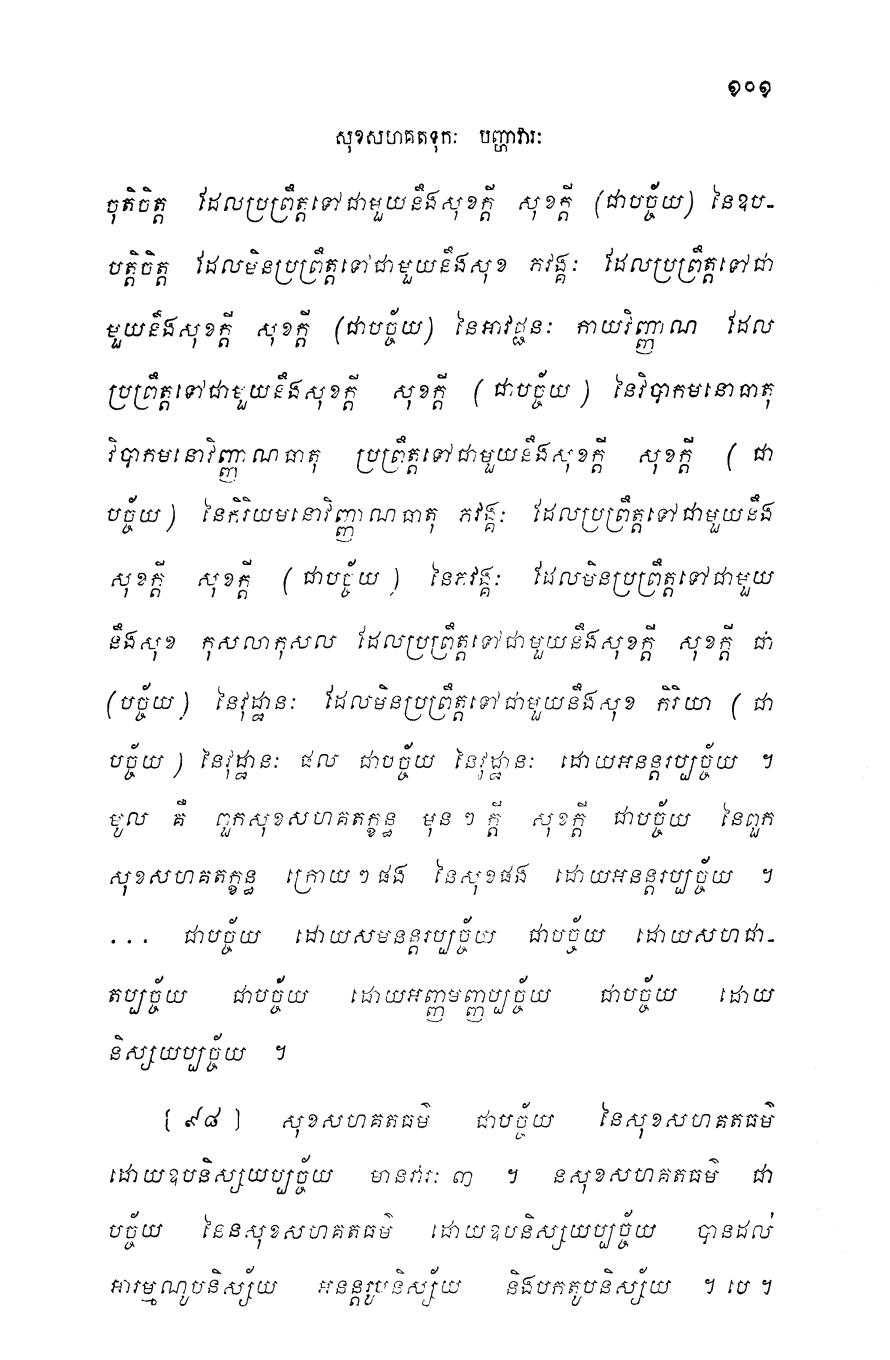 ១០១
សុខសហគតទុកៈ បញ្ហាវារៈ
ចុតិចិត្ត ដែលប្រព្រឹត្តទៅជាមួយនឹងសុខក្តី សុខក្តី (ជាបច្ច័យ) នៃឧប-
បត្តិចិត្ត ដែលមិនប្រព្រឹត្តទៅជាមួយនឹងសុខ ភវង្គៈ ដែលប្រព្រឹត្តទៅជា
មួយនឹងសុខក្តី សុខក្តី (ជាបច្ច័យ) នៃអាវជ្ជនៈ កាយវិញ្ញាណ ដែល
ប្រព្រឹត្តទៅជាមួយនឹងសុខក្តី សុខក្តី ( ជាបច្ច័យ ) នៃវិបាកមនោធាតុ
វិបាកមនោវិញ្ញាណធាតុ ប្រព្រឹត្តទៅជាមួយនឹងសុខក្តី សុខក្តី ( ជា
បច្ច័យ ) នៃកិរិយមនោវិញ្ញាណធាតុ ភវង្គៈ ដែលប្រព្រឹត្តទៅជាមួយនឹង
សុខក្តី សុខក្តី ( ជាបច្ច័យ ) នៃភវង្គៈ ដែលមិនប្រព្រឹត្តទៅជាមួយ
នឹងសុខ កុសលាកុសល ដែលប្រព្រឹត្តទៅជាមួយនឹងសុខក្តី សុខក្តី ជា
(បច្ច័យ) នៃវុដ្ឋានៈ ដែលមិនប្រព្រឹត្តទៅជាមួយនឹងសុខ កិរិយា ( ជា
បច្ច័យ ) នៃវុដ្ឋានៈ ផល ជាបច្ច័យ នៃវុដ្ឋានៈ ដោយអនន្តរប្បច្ច័យ ។
មូល គឺ ពួកសុខសហគតក្ខន្ធ មុន ៗ ក្តី សុខក្តី ជាបច្ច័យ នៃពួក
សុខសហគតក្ខន្ធ ក្រោយ ៗ ផង នៃសុខផង ដោយអនន្តរប្បច្ច័យ ។
... ជាបច្ច័យ ដោយសមនន្តរប្បច្ច័យ ជាបច្ច័យ ដោយសហជា-
តប្បច្ច័យ ជាបច្ច័យ ដោយអញ្ញមញ្ញប្បច្ច័យ ជាបច្ច័យ ដោយ
និស្សយប្បច្ច័យ ។
[ ៩៨ ] សុខសហគតធម៌ ជាបច្ច័យ នៃសុខសហគតធម៌
ដោយឧបនិស្សយប្បច្ច័យ មានវារៈ ៣ ។ នសុខសហគតធម៌ ជា
បច្ច័យ នៃនសុខសហគតធម៌ ដោយឧបនិស្សយប្បច្ច័យ បានដល់
អារម្មណូបនិស្ស័យ អនន្តរូបនិស្ស័យ និងបកតូបនិស្ស័យ ។ បេ ។